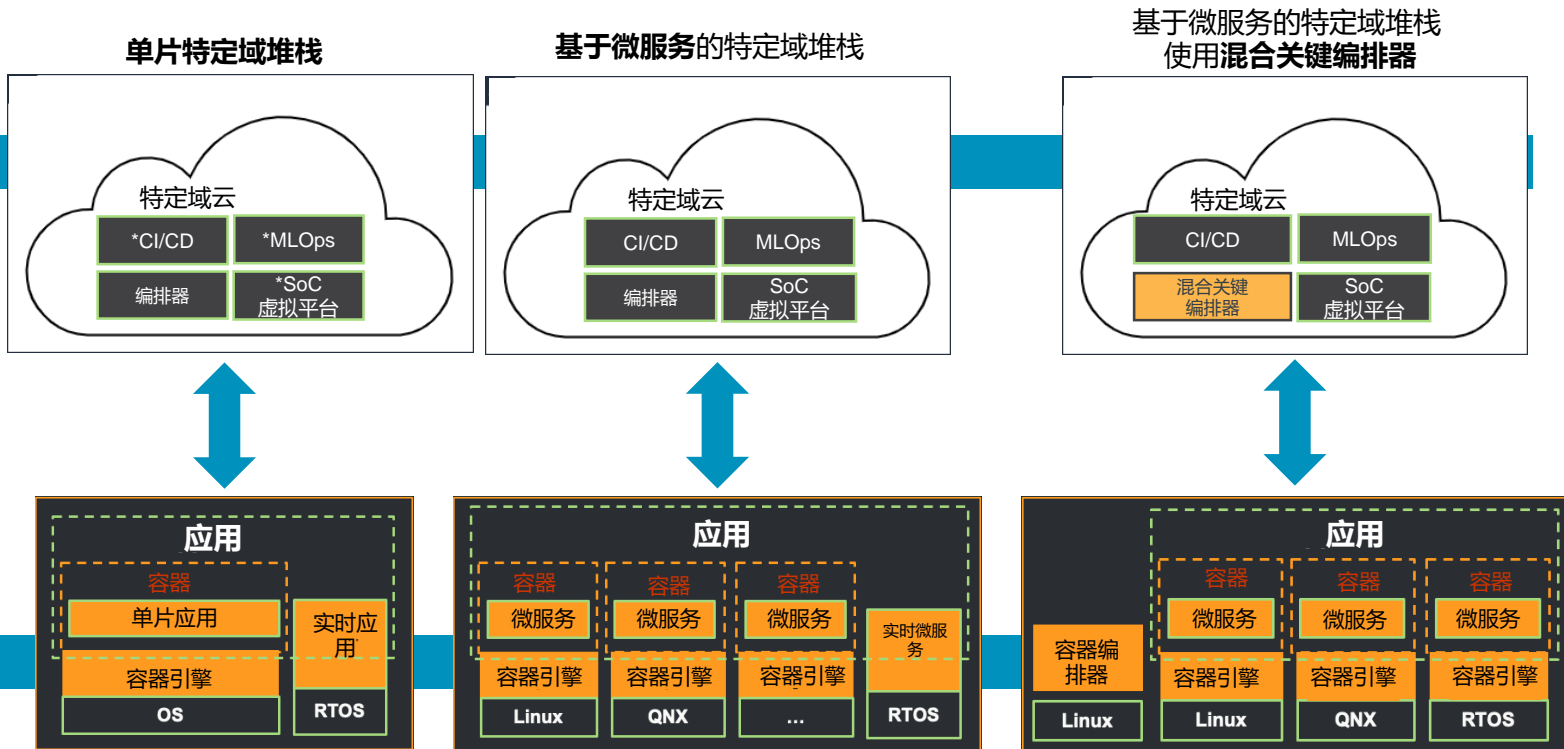 单片特定域堆栈
特定域云
*CI/CD
*MLOps
编排器
*SoC
虚拟平台
应用
容器
单片应用
实时应
用
容器引擎
OS
RTOS
基于微服务的特定域堆栈
特定域云
CI/CD
MLOps
编排器
SoC
虚拟平台
应用
容器
容器
容器
微服务
微服务
微服务
实时微服
务
容器引擎
容器引擎
容器引擎
Linux
QNX
...
RTOS
基于微服务的特定域堆栈
使用混合关键编排器
特定域云
CI/CD
MLOps
混合关键
编排器
SoC
虚拟平台
应用
容器
容器
容器
微服务
微服务
微服务
容器编
排器
容器引擎
容器引擎
容器引擎
Linux
Linux
QNX
RTOS